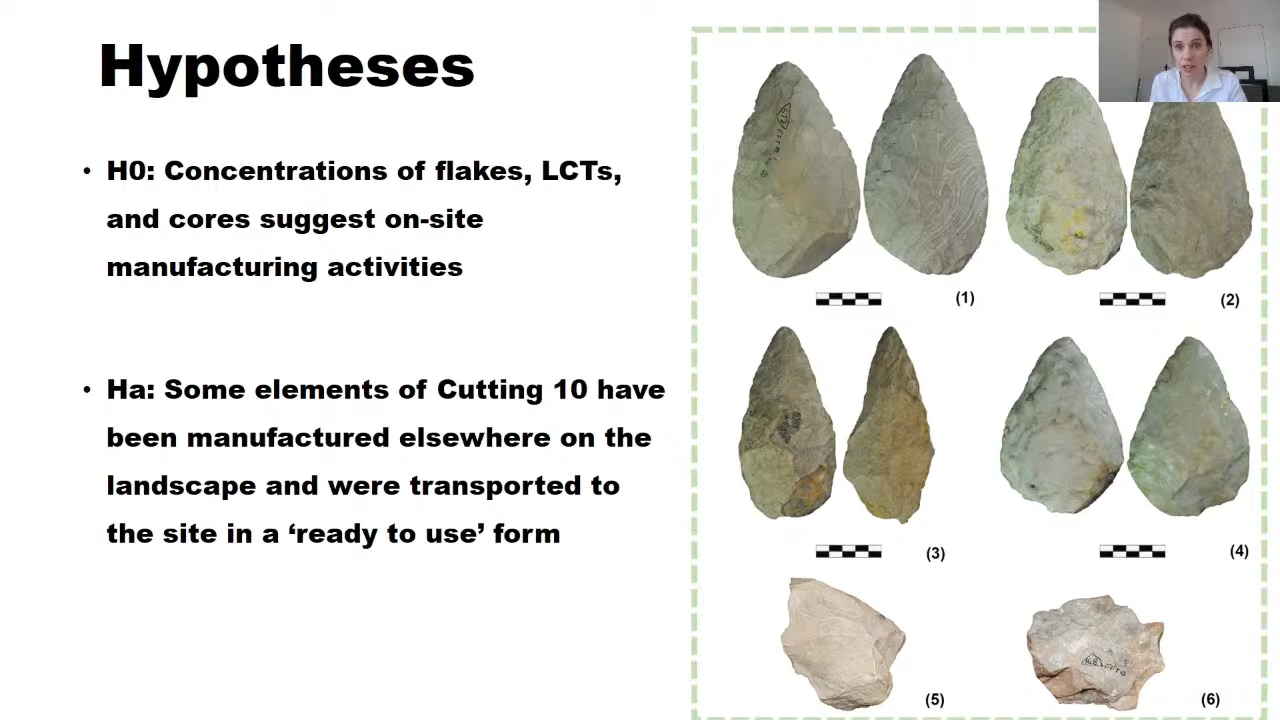 Hypotheses
• H0: Concentrations of flakes, LCTs,
and cores suggest on-site
manufacturing activities
• Ha: Some elements of Cutting 10 have
been manufactured elsewhere on the
landscape and were transported to
the site in a ‘ready to use’ form
(1)
(2)
(3)
(4)
(5)
(6)